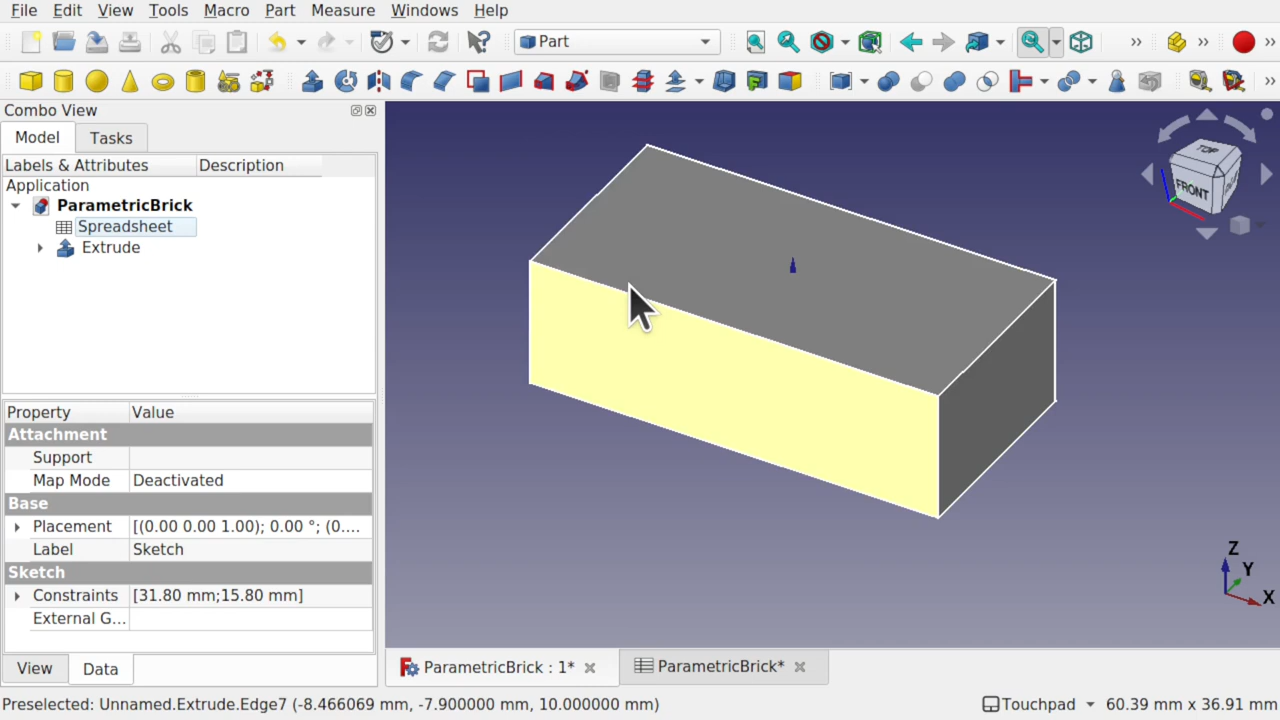 File Edit View Tools Macro Part Measure Windows Help
Part
Combo View
Model Tasks
Labels & Attributes Description
Application
ParametricBrick
Spreadsheet
Extrude
TOP
FRONT
Property Value
Attachment
Support
Map Mode Deactivated
Base
Placement [(0.00 0.00 1.00); 0.00 °; (0....
Label Sketch
Sketch
Constraints [31.80 mm;15.80 mm]
External G...
Z
Y
X
View Data
ParametricBrick : 1* ParametricBrick*
Preselected: Unnamed.Extrude.Edge7 (-8.466069 mm, -7.900000 mm, 10.000000 mm) Touchpad 60.39 mm x 36.91 mm